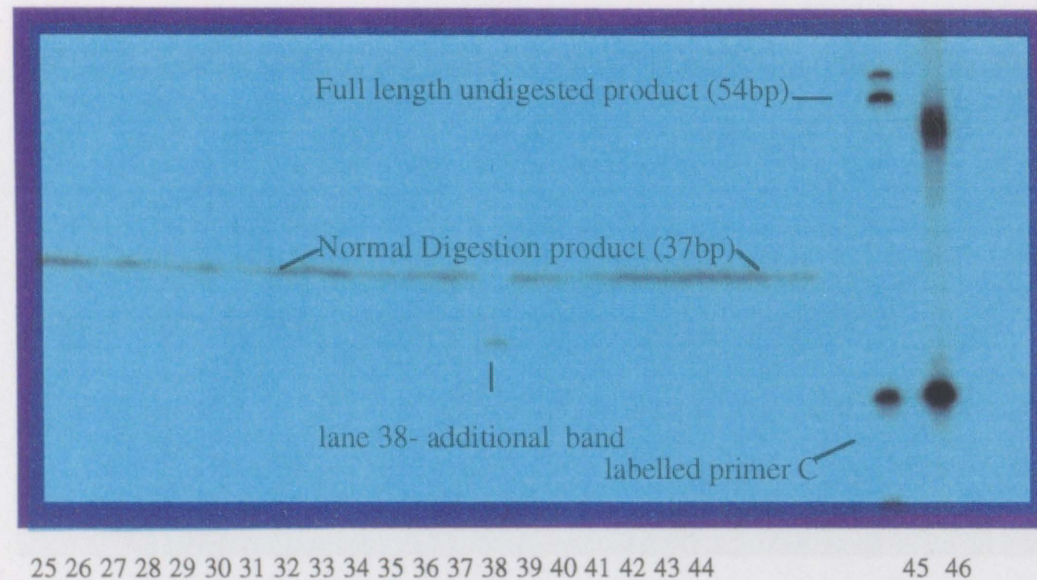 Full length undigested product (54bp)
Normal Digestion product (37bp)
lane 38- additional band
labelled primer C
25 26 27 28 29 30 31 32 33 34 35 36 37 38 39 40 41 42 43 44 45 46